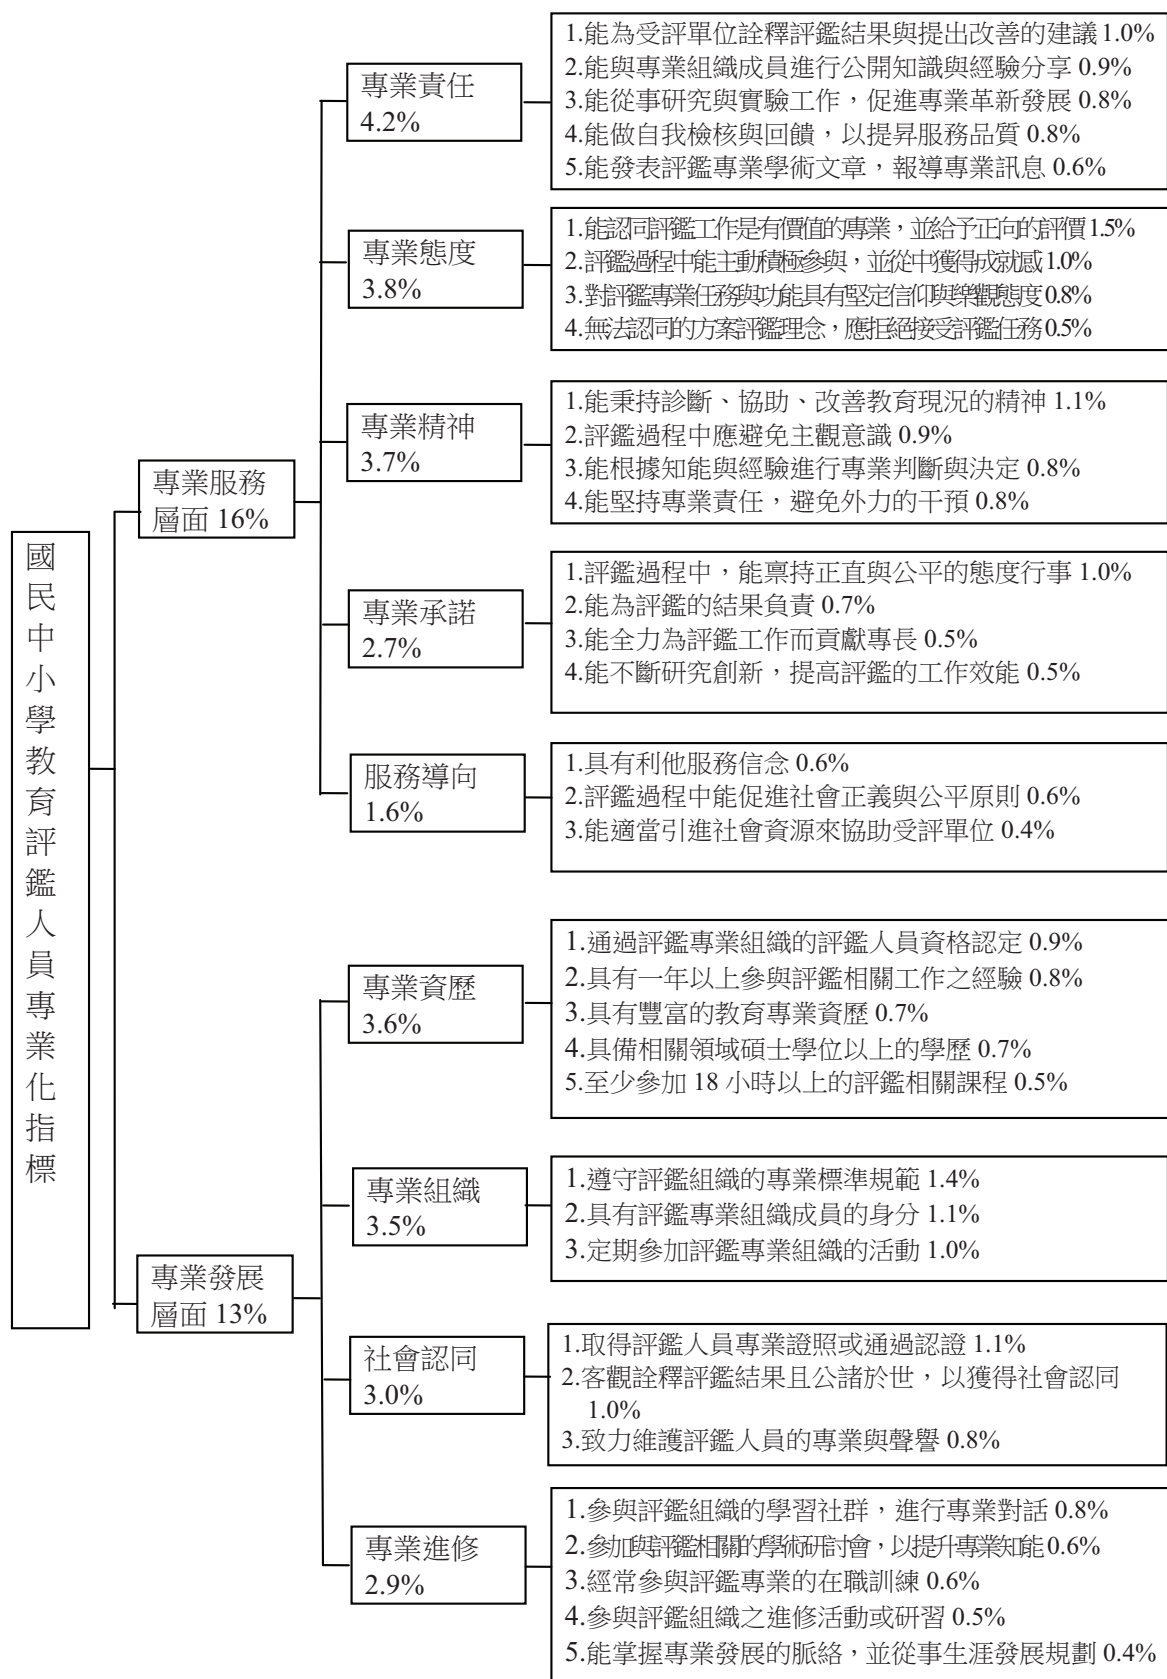 國民中小學教育評鑑人員專業化指標
專業服務
層面 16%
專業責任
4.2%
1.能為受評單位詮釋評鑑結果與提出改善的建議 1.0%
2.能與專業組織成員進行公開知識與經驗分享 0.9%
3.能從事研究與實驗工作，促進專業革新發展 0.8%
4.能做自我檢核與回饋，以提昇服務品質 0.8%
5.能發表評鑑專業學術文章，報導專業訊息 0.6%
專業態度
3.8%
1.能認同評鑑工作是有價值的專業，並給予正向的評價 1.5%
2.評鑑過程中能主動積極參與，並從中獲得成就感 1.0%
3.對評鑑專業任務與功能具有堅定信仰與樂觀態度 0.8%
4.無法認同的方案評鑑理念，應拒絕接受評鑑任務 0.5%
專業精神
3.7%
1.能秉持診斷、協助、改善教育現況的精神 1.1%
2.評鑑過程中應避免主觀意識 0.9%
3.能根據知能與經驗進行專業判斷與決定 0.8%
4.能堅持專業責任，避免外力的干預 0.8%
專業承諾
2.7%
1.評鑑過程中，能禀持正直與公平的態度行事 1.0%
2.能為評鑑的結果負責 0.7%
3.能全力為評鑑工作而貢獻專長 0.5%
4.能不斷研究創新，提高評鑑的工作效能 0.5%
服務導向
1.6%
1.具有利他服務信念 0.6%
2.評鑑過程中能促進社會正義與公平原則 0.6%
3.能適當引進社會資源來協助受評單位 0.4%
專業發展
層面 13%
專業資歷
3.6%
1.通過評鑑專業組織的評鑑人員資格認定 0.9%
2.具有一年以上參與評鑑相關工作之經驗 0.8%
3.具有豐富的教育專業資歷 0.7%
4.具備相關領域碩士學位以上的學歷 0.7%
5.至少參加 18 小時以上的評鑑相關課程 0.5%
專業組織
3.5%
1.遵守評鑑組織的專業標準規範 1.4%
2.具有評鑑專業組織成員的身分 1.1%
3.定期參加評鑑專業組織的活動 1.0%
社會認同
3.0%
1.取得評鑑人員專業證照或通過認證 1.1%
2.客觀詮釋評鑑結果且公諸於世，以獲得社會認同
1.0%
3.致力維護評鑑人員的專業與聲譽 0.8%
專業進修
2.9%
1.參與評鑑組織的學習社群，進行專業對話 0.8%
2.參加與評鑑相關的學術研討會，以提升專業知能 0.6%
3.經常參與評鑑專業的在職訓練 0.6%
4.參與評鑑組織之進修活動或研習 0.5%
5.能掌握專業發展的脈絡，並從事生涯發展規劃 0.4%